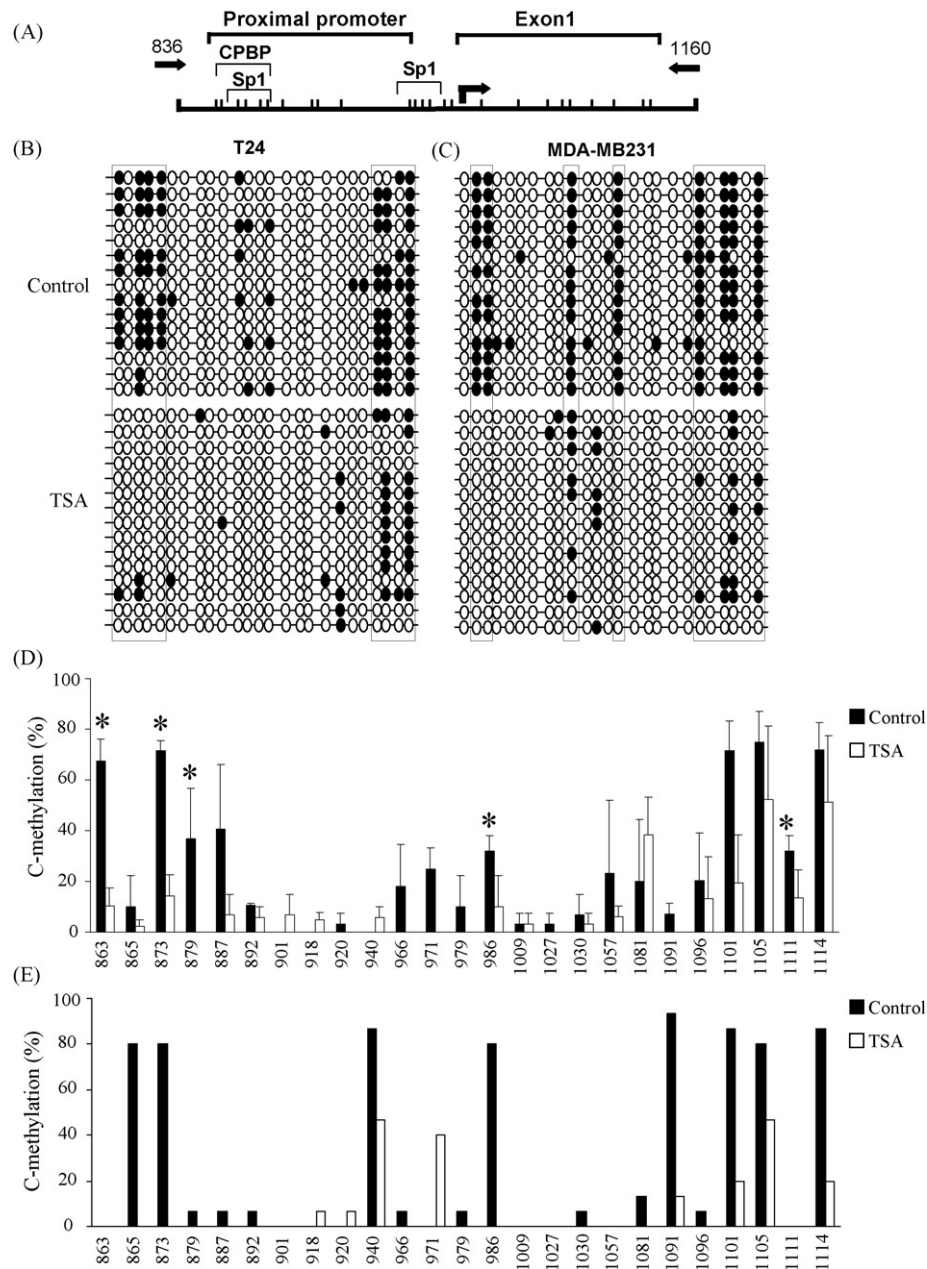 (A)
Proximal promoter
Exon1
836
1160
CPBP
Sp1
Sp1
(B)
T24
(C)
MDA-MB231
Control
TSA
(D)
C-methylation (%)
100
80
60
40
20
0
* * * * *
Control
TSA
863 865 873 879 887 892 901 918 920 940 966 971 979 986 1009 1027 1030 1057 1081 1091 1096 1101 1105 1111 1114
(E)
C-methylation (%)
100
80
60
40
20
0
Control
TSA
863 865 873 879 887 892 901 918 920 940 966 971 979 986 1009 1027 1030 1057 1081 1091 1096 1101 1105 1111 1114